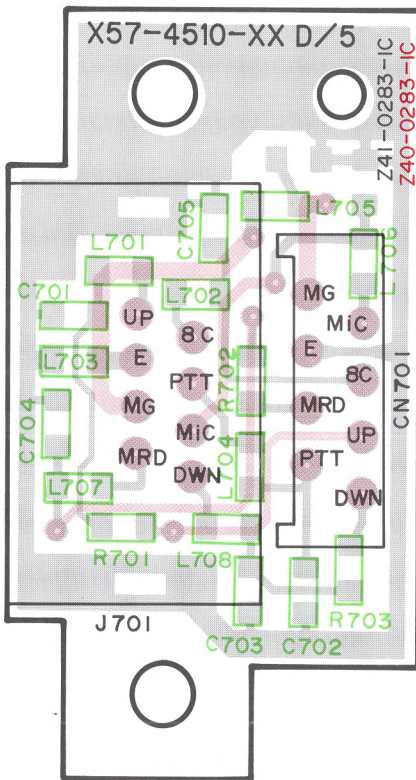 X57-4510-XX D/5
Z41-0283-1C
Z40-0283-1C
C705
L705
L706
L701
C701
L702
MG
MiC
UP
8C
E
E
L703
R702
8C
PTT
CN701
C704
MG
MRD
MiC
UP
L704
MRD
DWN
PTT
L707
DWN
R701
L708
J701
C703
C702
R703